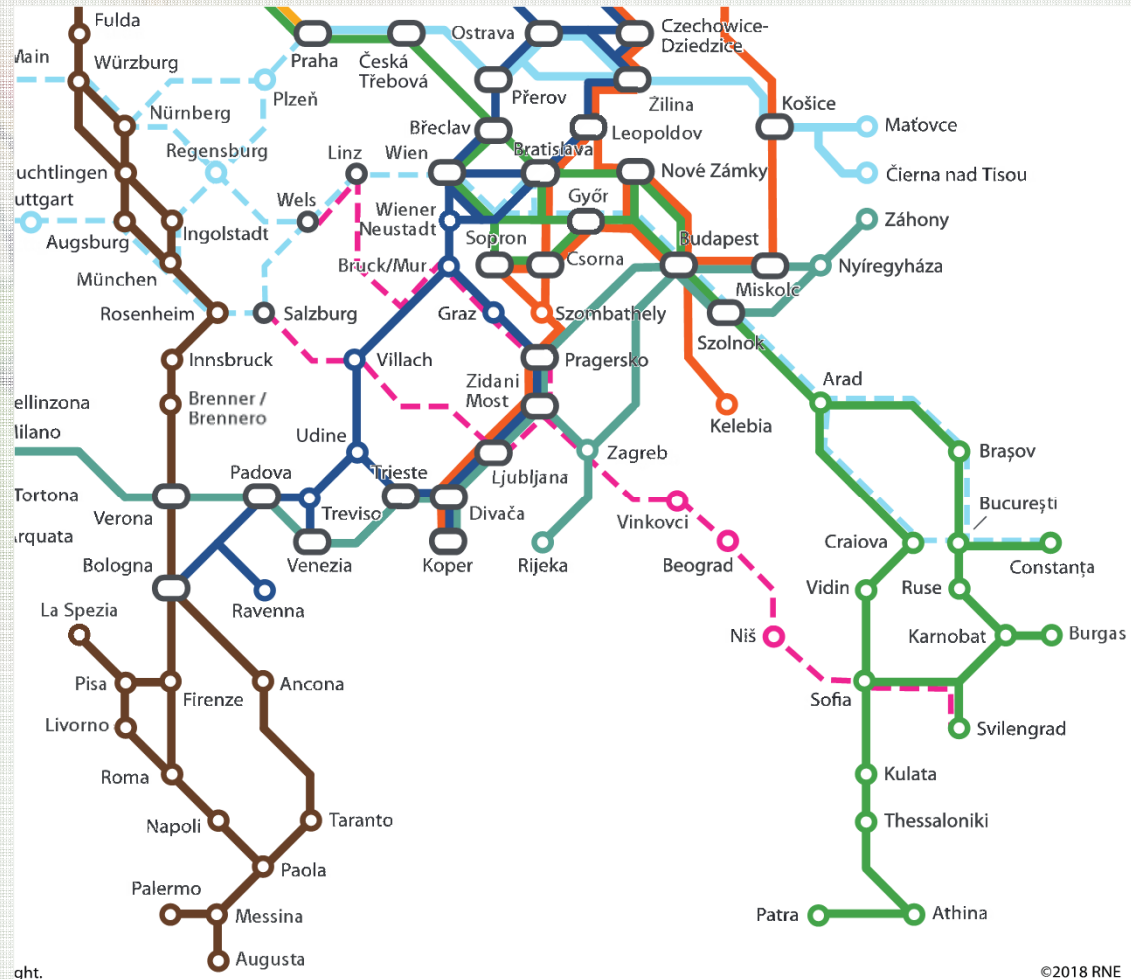 Fulda
Main
Würzburg
Praha
Česká
Třebová
Ostrava
Czechowice-
Dziedzice
Plzeň
Přerov
Žilina
Košice
Nürnberg
Břeclav
Leopoldov
Maťovce
Regensburg
Linz
Wien
Bratislava
Nové Zámky
Čierna nad Tisou
uchtlingen
uttgart
Wels
Győr
Augsburg
Ingolstadt
Wiener
Neustadt
Sopron
Csorna
Budapest
Záhony
München
Bruck/Mur
Miskolc
Nyíregyháza
Rosenheim
Salzburg
Graz
Szombathely
Szolnok
Innsbruck
Villach
Pragersko
Arad
Brenner /
Brennero
Zidani
Most
Kelebia
ellinzona
Milano
Udine
Ljubljana
Zagreb
Brașov
Padova
Trieste
Tortona
Verona
Treviso
Divača
Vinkovci
București
rquata
Bologna
Venezia
Koper
Rijeka
Beograd
Craiova
Constanța
La Spezia
Ravenna
Vidin
Ruse
Niš
Karnobat
Burgas
Pisa
Firenze
Ancona
Sofia
Livorno
Svilengrad
Roma
Kulata
Napoli
Taranto
Thessaloniki
Paola
Palermo
Messina
Patra
Athina
Augusta
ght.
©2018 RNE